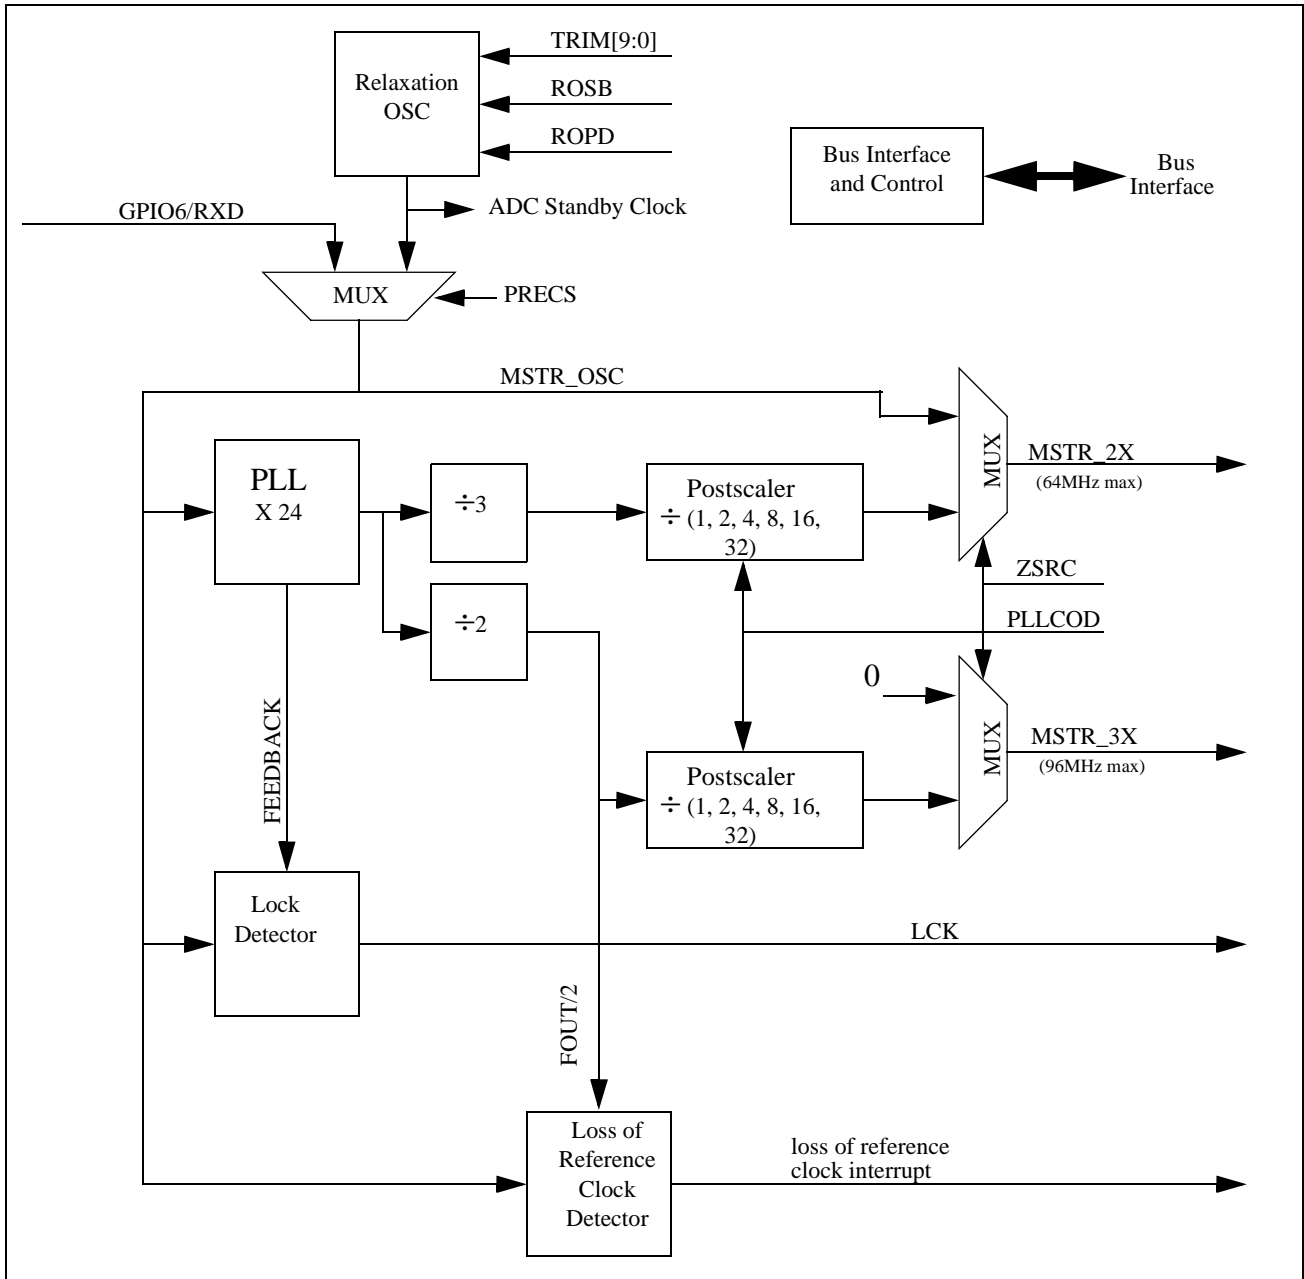 TRIM[9:0]
Relaxation
OSC
ROSB
ROPD
Bus Interface
and Control
Bus
Interface
GPIO6/RXD
ADC Standby Clock
MUX
PRECS
MSTR_OSC
PLL
X 24
÷3
Postscaler
÷ (1, 2, 4, 8, 16,
32)
MUX
MSTR_2X
(64MHz max)
ZSRC
PLLCOD
÷2
0
FEEDBACK
Postscaler
÷ (1, 2, 4, 8, 16,
32)
MUX
MSTR_3X
(96MHz max)
Lock
Detector
LCK
FOUT/2
Loss of
Reference
Clock
Detector
loss of reference
clock interrupt